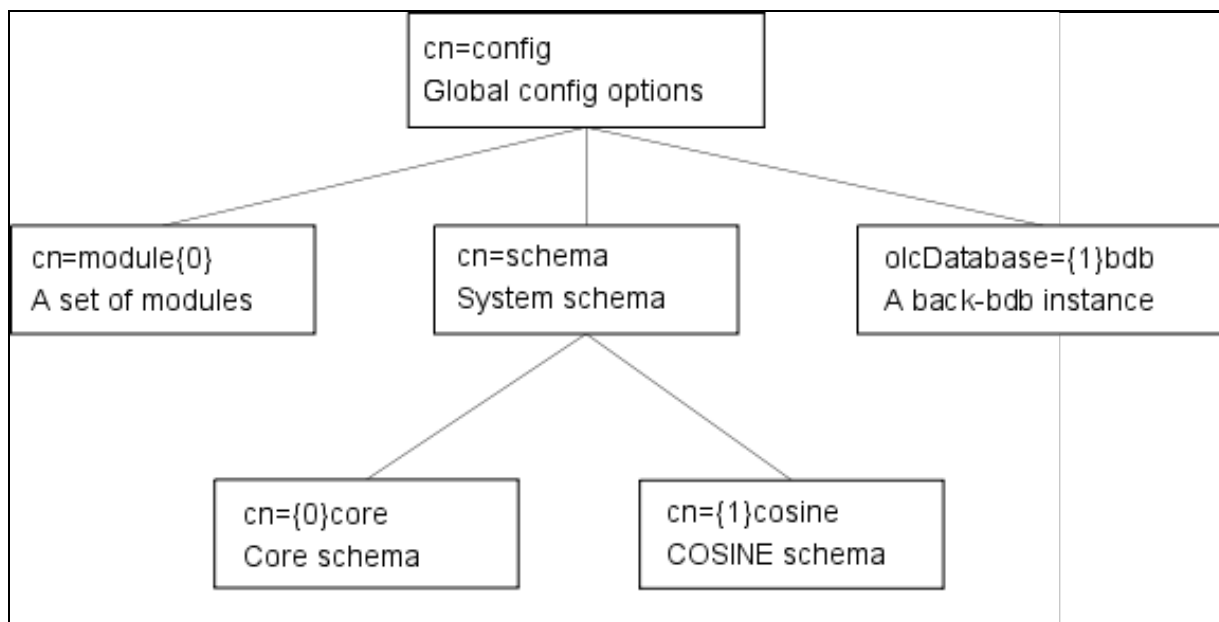 cn=config
Global config options
cn=module{0}
A set of modules
cn=schema
System schema
olcDatabase={1}bdb
A back-bdb instance
cn={0}core
Core schema
cn={1}cosine
COSINE schema